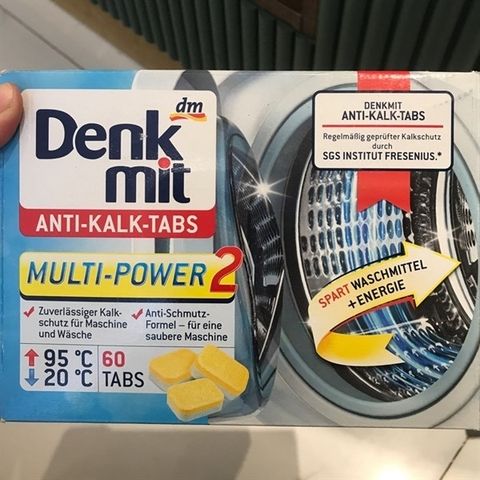 dm
Denk
mit
ANTI-KALK-TABS
MULTI-POWER 2
✓ Zuverlässiger Kalk-
schutz für Maschine
und Wäsche
✓ Anti-Schmutz-
Formel – für eine
saubere Maschine
↑ 95 °C
↓ 20 °C
60
TABS
DENKMIT
ANTI-KALK-TABS
Regelmäßig geprüfter Kalkschutz
durch
SGS INSTITUT FRESENIUS.*
SPART WASCHMITTEL
+ ENERGIE